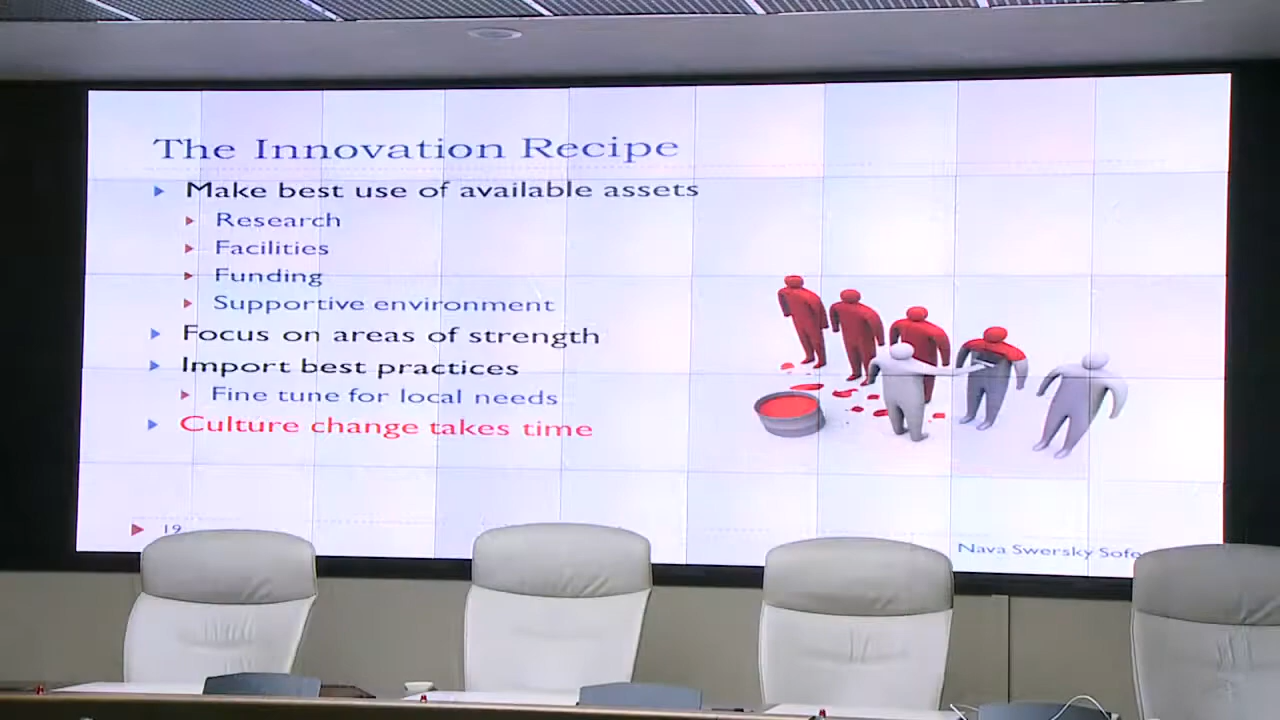 The Innovation Recipe
Make best use of available assets
Research
Facilities
Funding
Supportive environment
Focus on areas of strength
Import best practices
Fine tune for local needs
Culture change takes time
19
Nava Swersky